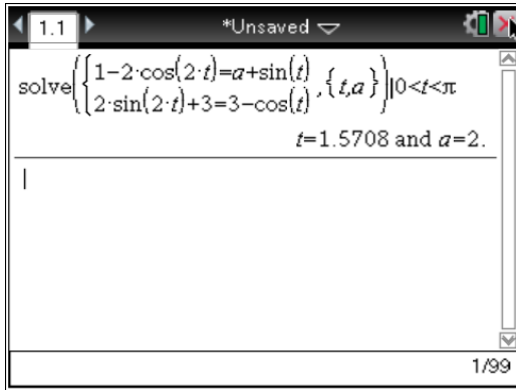 1.1 *Unsaved
solve({1−2·cos(2·t)=a+sin(t)
2·sin(2·t)+3=3−cos(t),{t,a})|0<t<π
t=1.5708 and a=2.
1/99